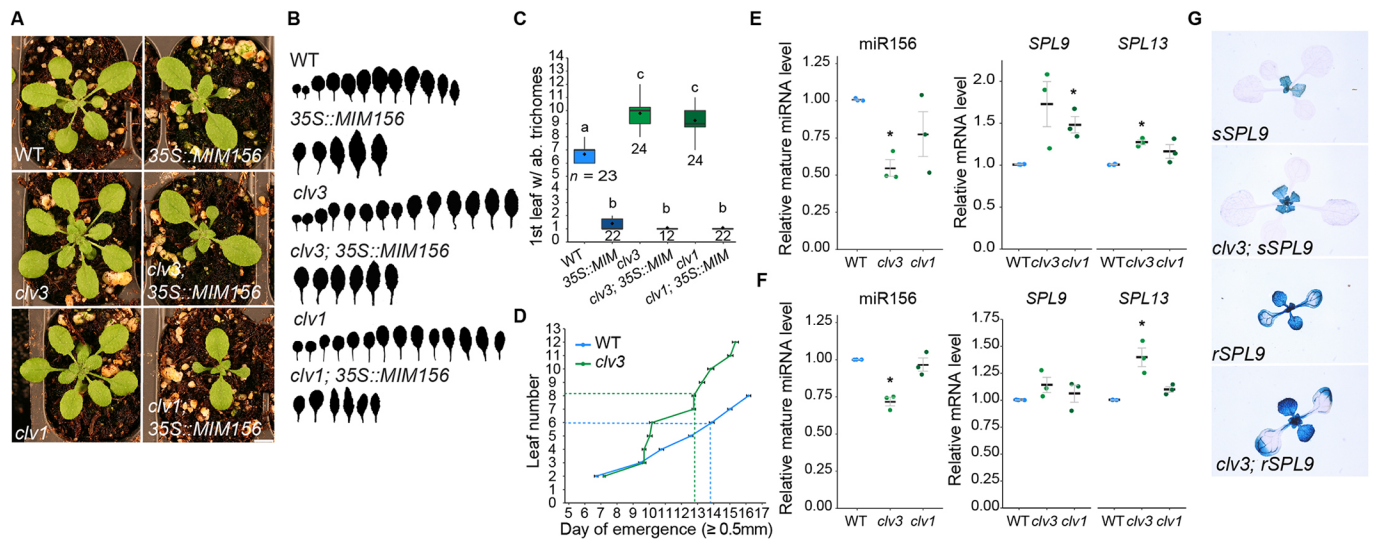 A
WT
35S::MIM156
clv3
clv3;
35S::MIM156
clv1
clv1;
35S::MIM156
B
WT
35S::MIM156
clv3
clv3; 35S::MIM156
clv1
clv1; 35S::MIM156
C
1st leaf w/ ab. trichomes
14
13
12
11
10
9
8
7
6
5
4
3
2
1
0
a
b
c
b
c
b
n = 23
22
24
12
24
22
WT
35S::MIM
clv3
clv3; 35S::MIM
clv1
clv1; 35S::MIM
D
WT
clv3
Leaf number
13
12
11
10
9
8
7
6
5
4
3
2
1
0
5 6 7 8 9 10 11 12 13 14 15 16 17
Day of emergence (≥ 0.5mm)
E
miR156
Relative mature miRNA level
1.25
1.00
0.75
0.50
0.25
0.00
*
WT clv3 clv1
SPL9
SPL13
Relative mRNA level
2.0
1.5
1.0
0.5
0.0
*
*
WT clv3 clv1
WT clv3 clv1
F
miR156
Relative mature miRNA level
1.25
1.00
0.75
0.50
0.25
0.00
*
WT clv3 clv1
SPL9
SPL13
Relative mRNA level
1.75
1.50
1.25
1.00
0.75
0.50
0.25
0.00
*
WT clv3 clv1
WT clv3 clv1
G
sSPL9
clv3; sSPL9
rSPL9
clv3; rSPL9